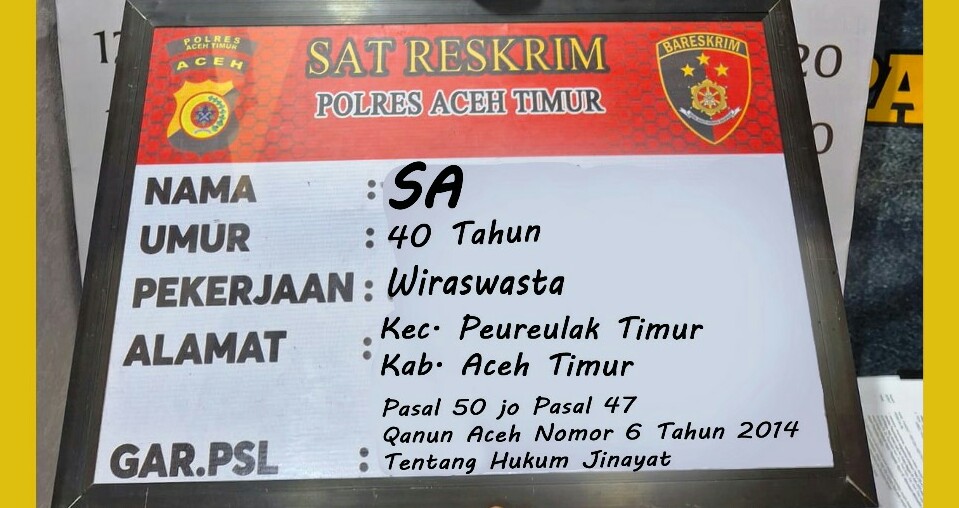 POLRES
ACEH TIMUR
ACEH
SAT RESKRIM
POLRES ACEH TIMUR
BARESKRIM
NAMA : SA
UMUR : 40 Tahun
PEKERJAAN : Wiraswasta
ALAMAT : Kec. Peureulak Timur
Kab. Aceh Timur
Pasal 50 jo Pasal 47
Qanun Aceh Nomor 6 Tahun 2014
GAR.PSL : Tentang Hukum Jinayat
20